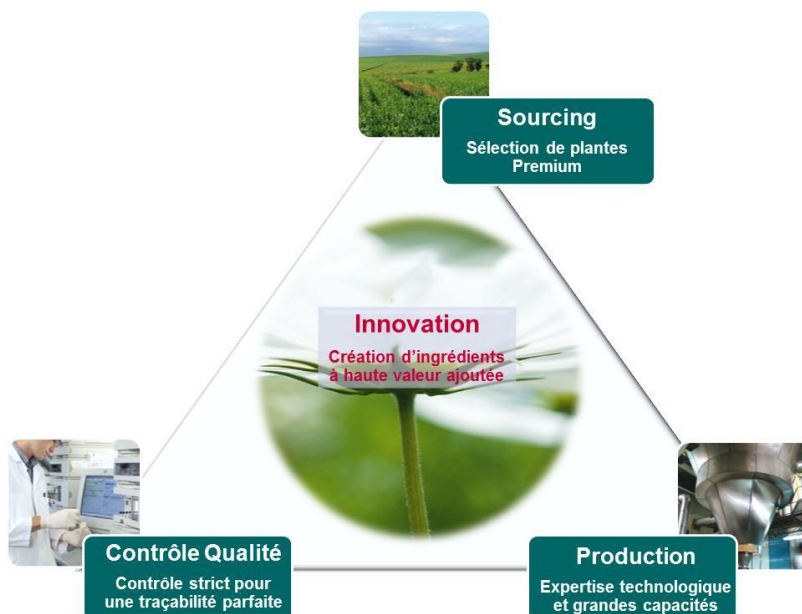 Sourcing
Sélection de plantes
Premium
Innovation
Création d'ingrédients
à haute valeur ajoutée
Contrôle Qualité
Contrôle strict pour
une traçabilité parfaite
Production
Expertise technologique
et grandes capacités